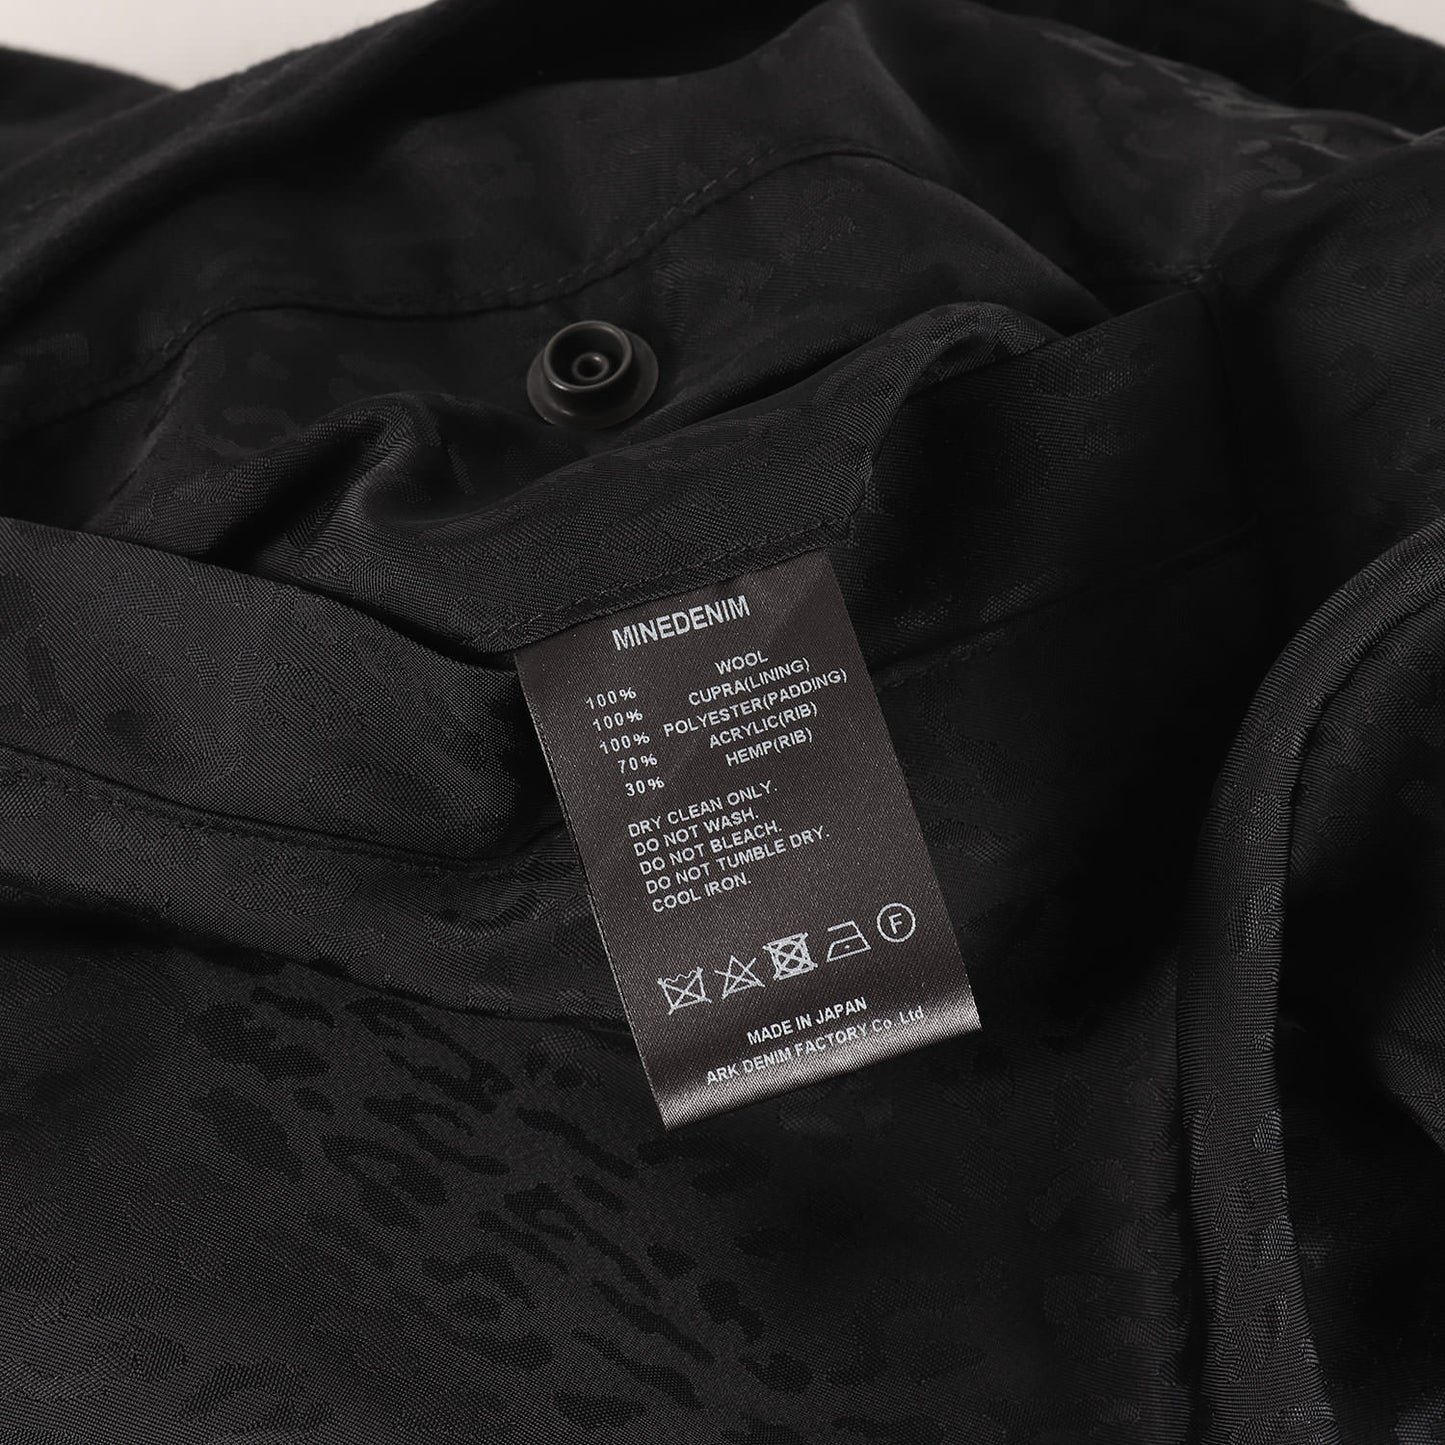 MINEDENIM
100% WOOL
100% CUPRA(LINING)
100% POLYESTER(PADDING)
70% ACRYLIC(RIB)
30% HEMP(RIB)
DRY CLEAN ONLY.
DO NOT WASH.
DO NOT BLEACH.
DO NOT TUMBLE DRY.
COOL IRON.
F
MADE IN JAPAN
ARK DENIM FACTORY Co. Ltd